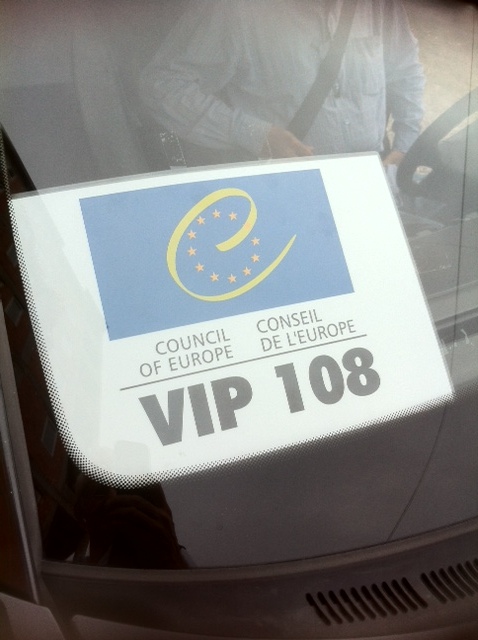 COUNCIL
OF EUROPE
CONSEIL
DE L'EUROPE
VIP 108